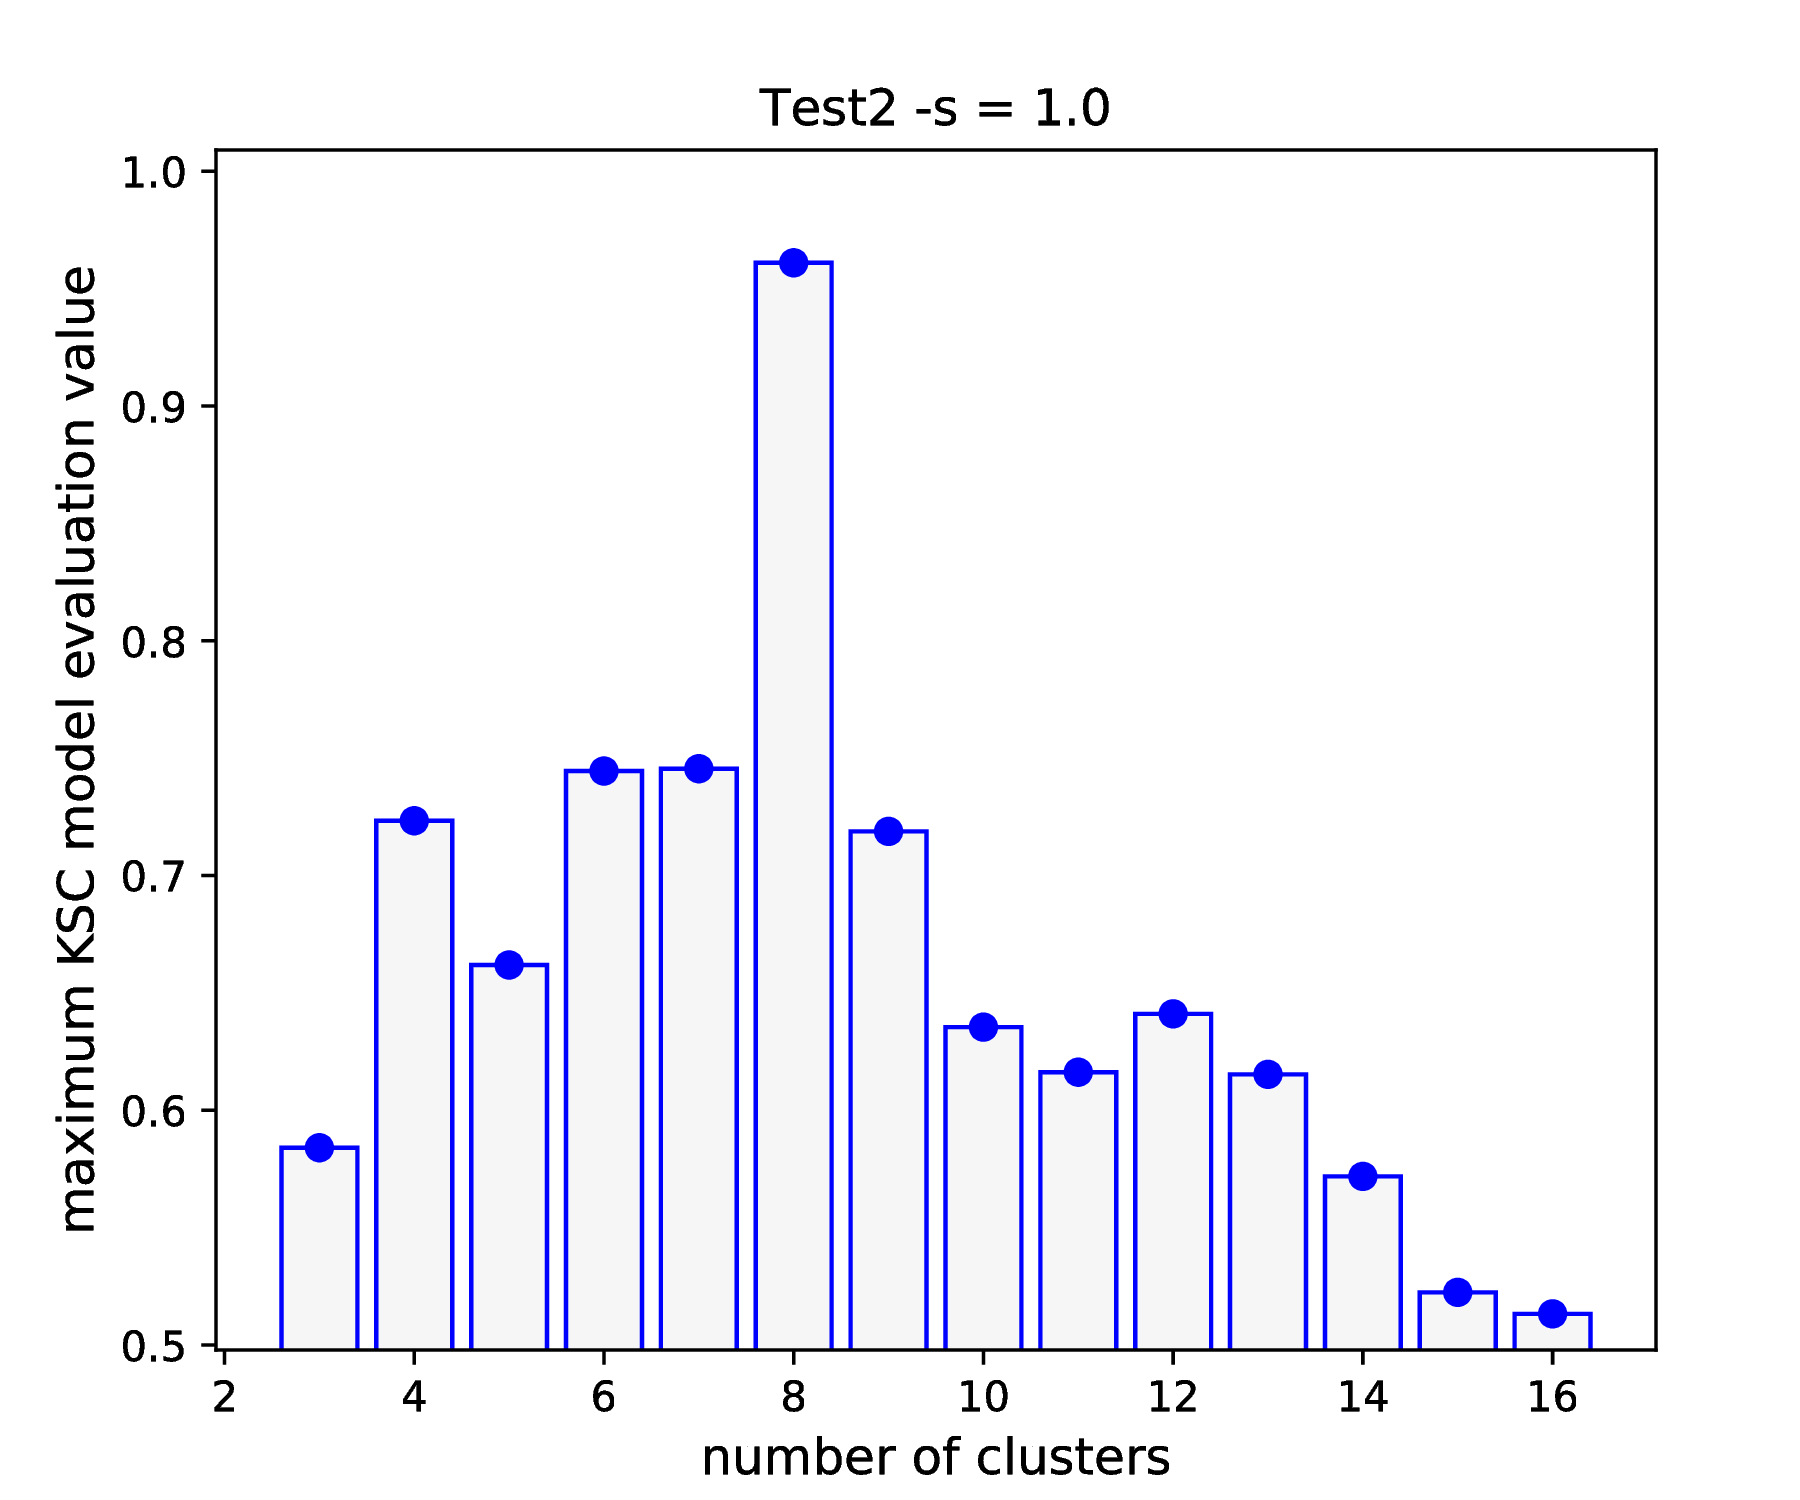 Test2 -s = 1.0
maximum KSC model evaluation value
1.0
0.9
0.8
0.7
0.6
0.5
2 4 6 8 10 12 14 16
number of clusters